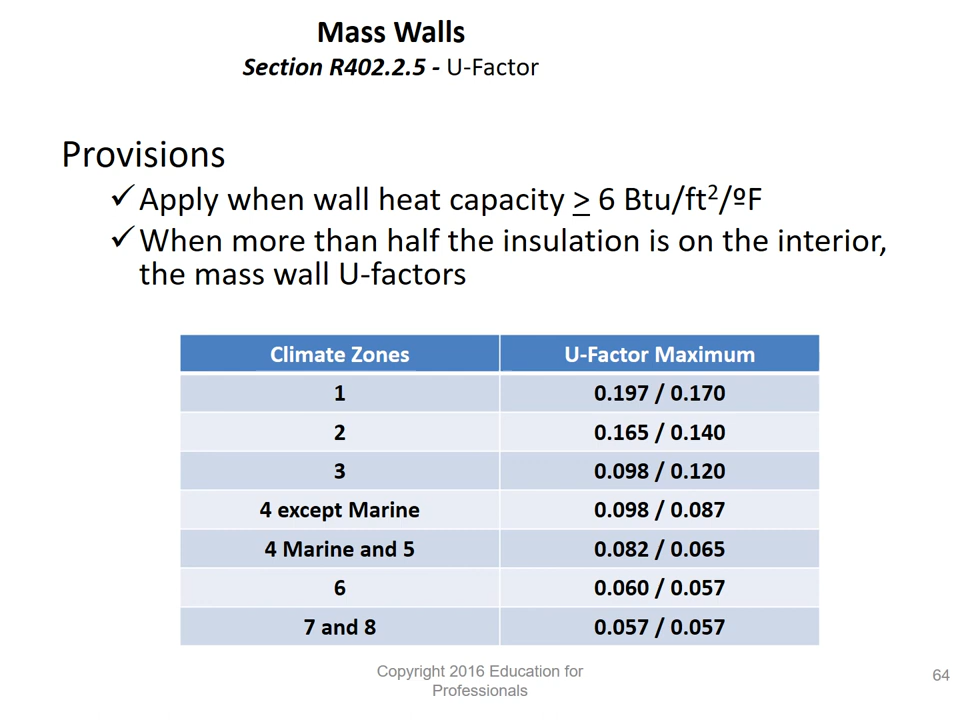 Mass Walls
Section R402.2.5 - U-Factor
Provisions
✓ Apply when wall heat capacity ≥ 6 Btu/ft²/ºF
✓ When more than half the insulation is on the interior,
the mass wall U-factors
Climate Zones U-Factor Maximum
1 0.197 / 0.170
2 0.165 / 0.140
3 0.098 / 0.120
4 except Marine 0.098 / 0.087
4 Marine and 5 0.082 / 0.065
6 0.060 / 0.057
7 and 8 0.057 / 0.057
Copyright 2016 Education for
Professionals
64